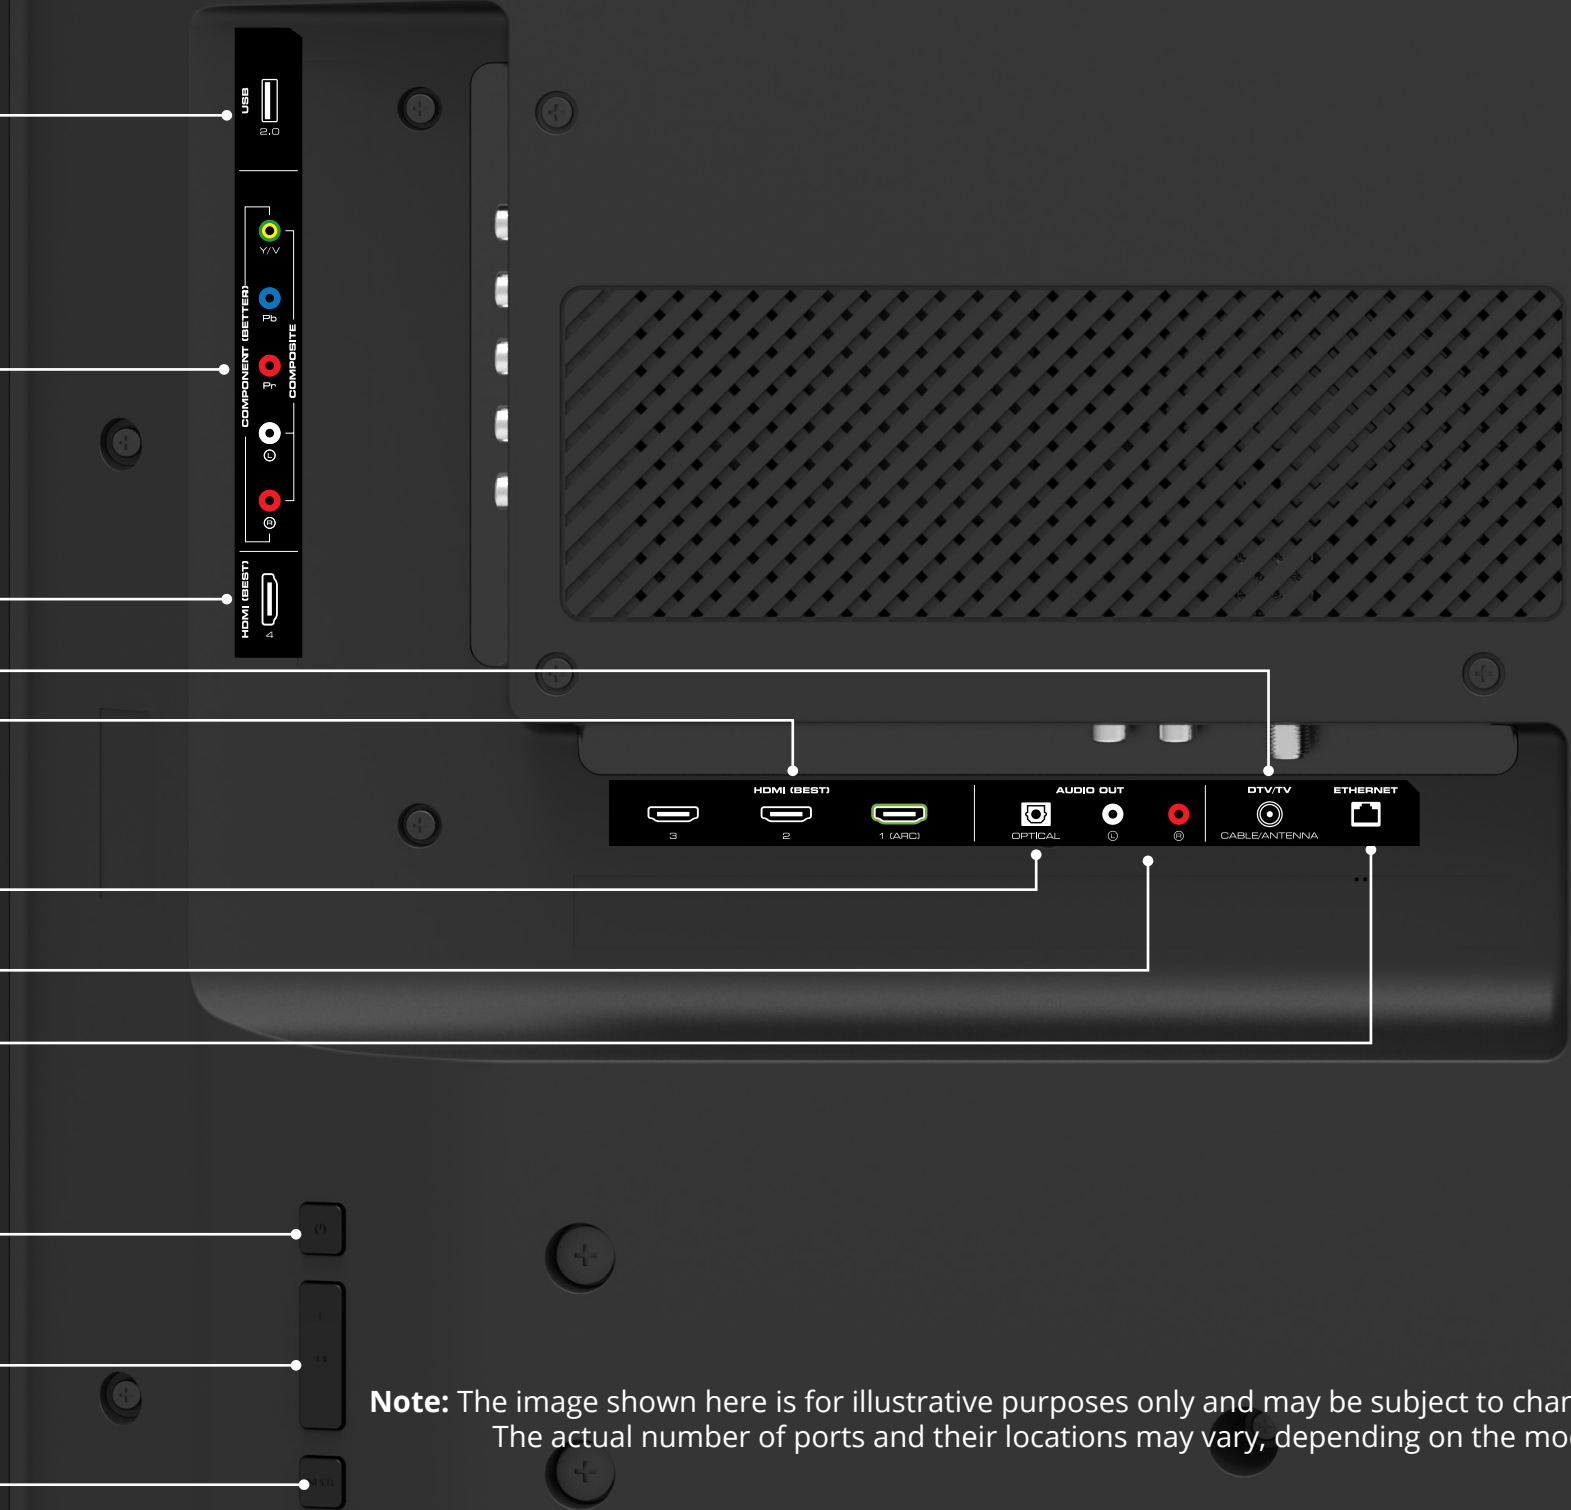 USB
2.0
Y/V
Pb
COMPONENT (BETTER)
COMPOSITE
Pr
L
R
HDMI (BEST)
4
HDMI (BEST)
AUDIO OUT
DTV/TV
ETHERNET
3
2
1 (ARC)
OPTICAL
L
R
CABLE/ANTENNA
Note: The image shown here is for illustrative purposes only and may be subject to
The actual number of ports and their locations may vary, depending on the